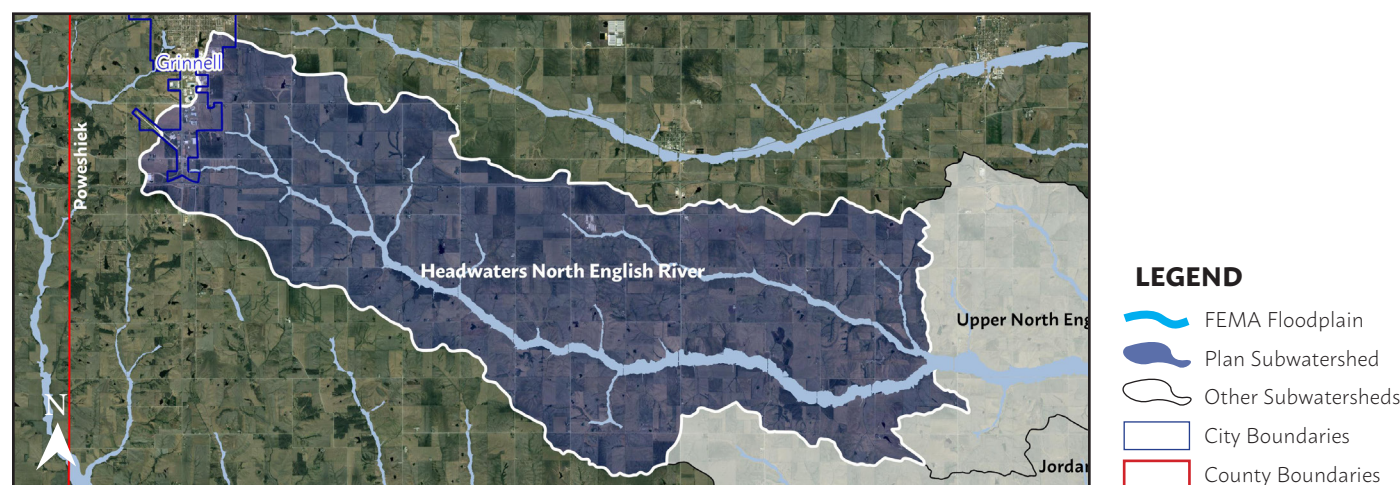 Grinnell
Poweshiek
Headwaters North English River
Upper North Eng
Jordan
N
LEGEND
FEMA Floodplain
Plan Subwatershed
Other Subwatersheds
City Boundaries
County Boundaries